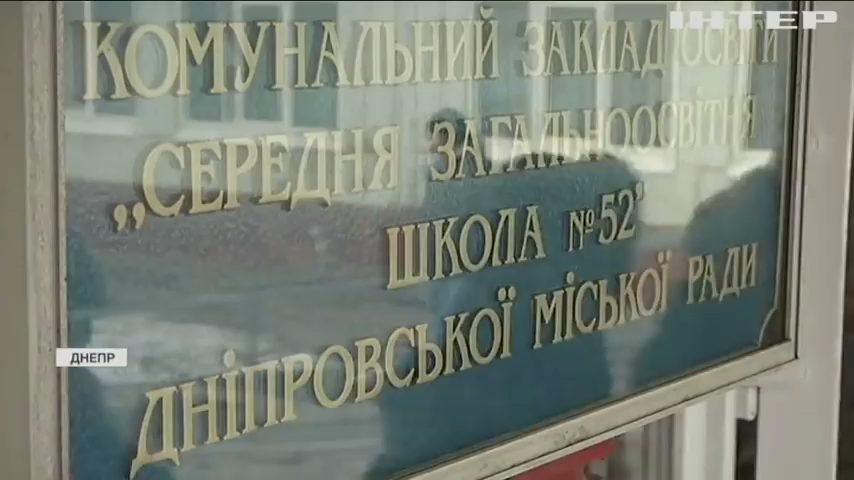 ІНТЕР
КОМУНАЛЬНИЙ ЗАКЛАД ОСВІТИ
„СЕРЕДНЯ ЗАГАЛЬНООСВІТНЯ
ШКОЛА №52”
ДНІПРОВСЬКОЇ МІСЬКОЇ РАДИ
ДНЕПР